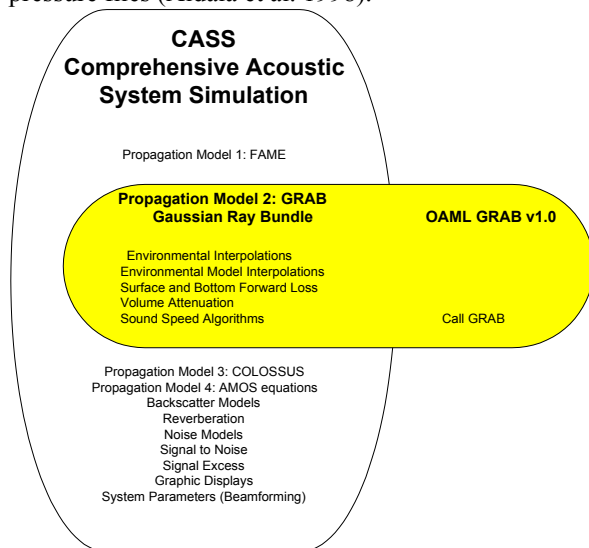 CASS
Comprehensive Acoustic
System Simulation
Propagation Model 1: FAME
Propagation Model 2: GRAB
Gaussian Ray Bundle
OAML GRAB v1.0
Environmental Interpolations
Environmental Model Interpolations
Surface and Bottom Forward Loss
Volume Attenuation
Sound Speed Algorithms
Call GRAB
Propagation Model 3: COLOSSUS
Propagation Model 4: AMOS equations
Backscatter Models
Reverberation
Noise Models
Signal to Noise
Signal Excess
Graphic Displays
System Parameters (Beamforming)